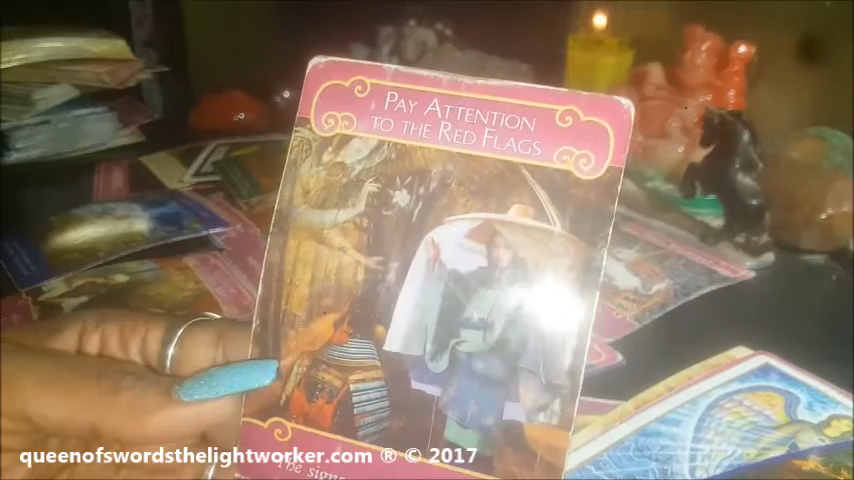 PAY ATTENTION
TO THE RED FLAGS
The signs
queenofswordsthelightworker.com ® © 2017